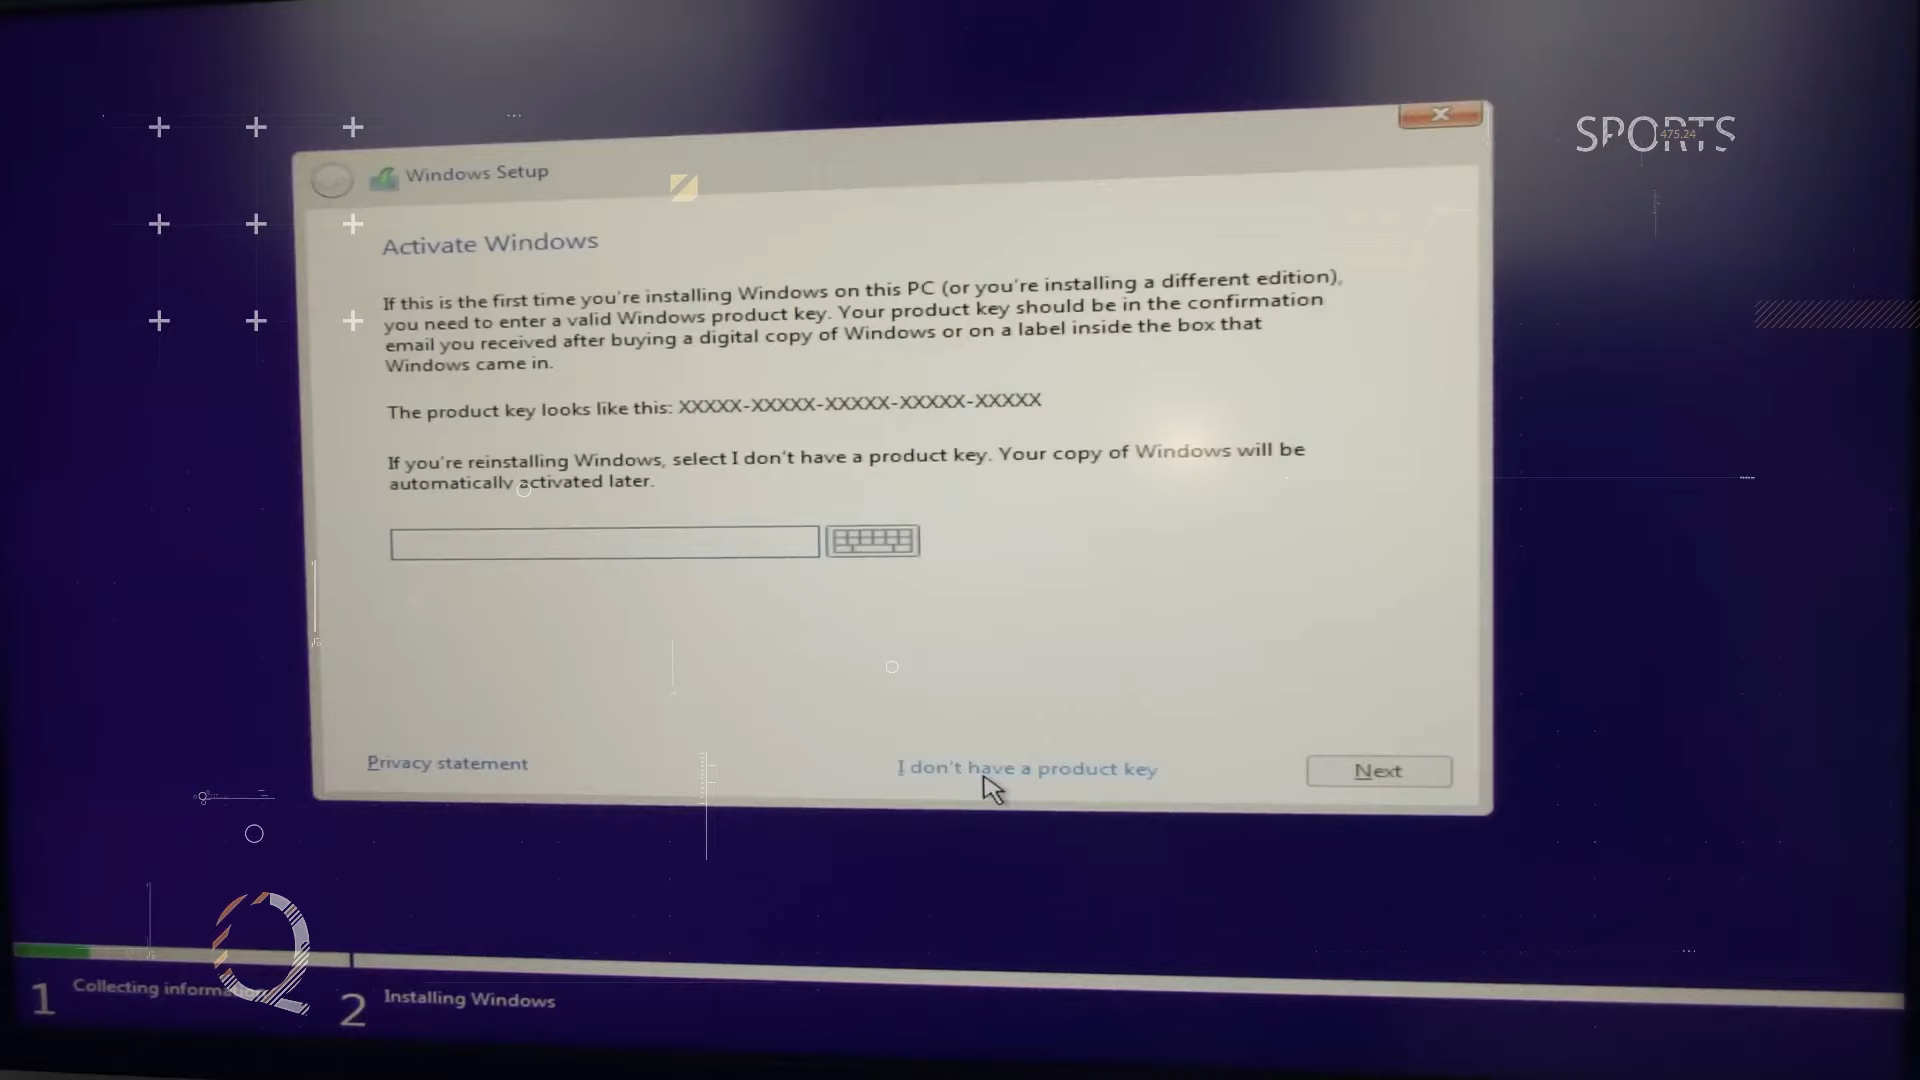 SPORTS
475.24
Windows Setup
Activate Windows
If this is the first time you're installing Windows on this PC (or you're installing a different edition),
you need to enter a valid Windows product key. Your product key should be in the confirmation
email you received after buying a digital copy of Windows or on a label inside the box that
Windows came in.
The product key looks like this: XXXXX-XXXXX-XXXXX-XXXXX-XXXXX
If you're reinstalling Windows, select I don't have a product key. Your copy of Windows will be
automatically activated later.
Privacy statement
I don't have a product key
Next
Q
1 Collecting
2 Installing Windows